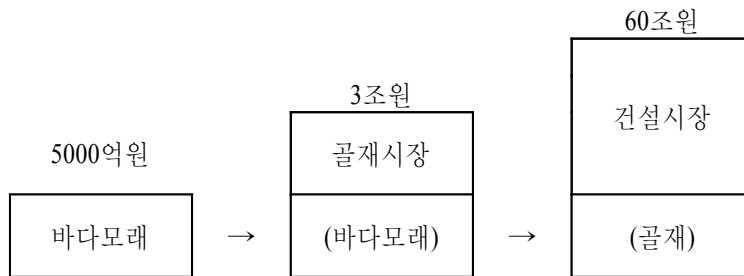 60조원
3조원
건설시장
5000억원
골재시장
바다모래 → (바다모래) → (골재)